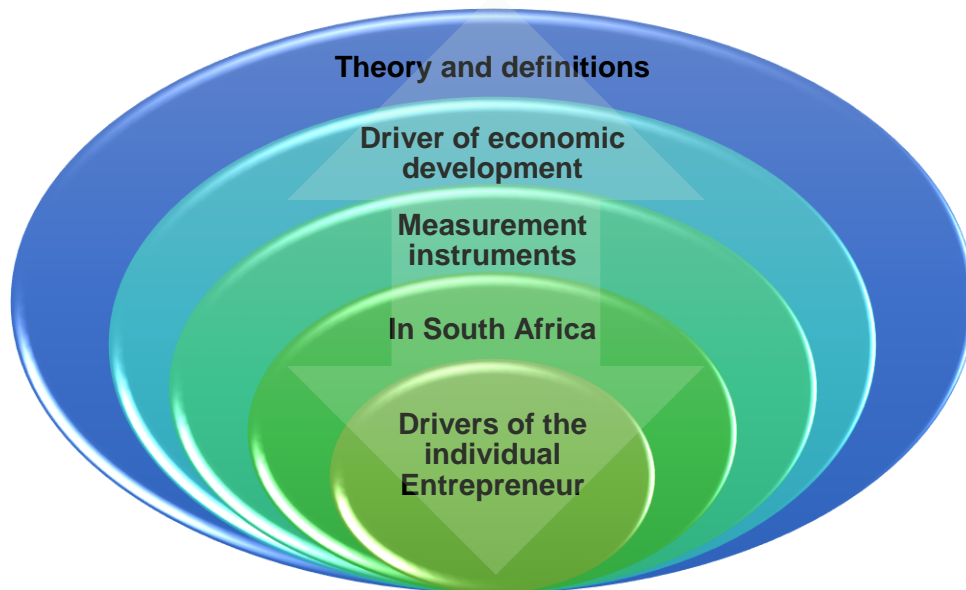 Theory and definitions
Driver of economic
development
Measurement
instruments
In South Africa
Drivers of the
individual
Entrepreneur